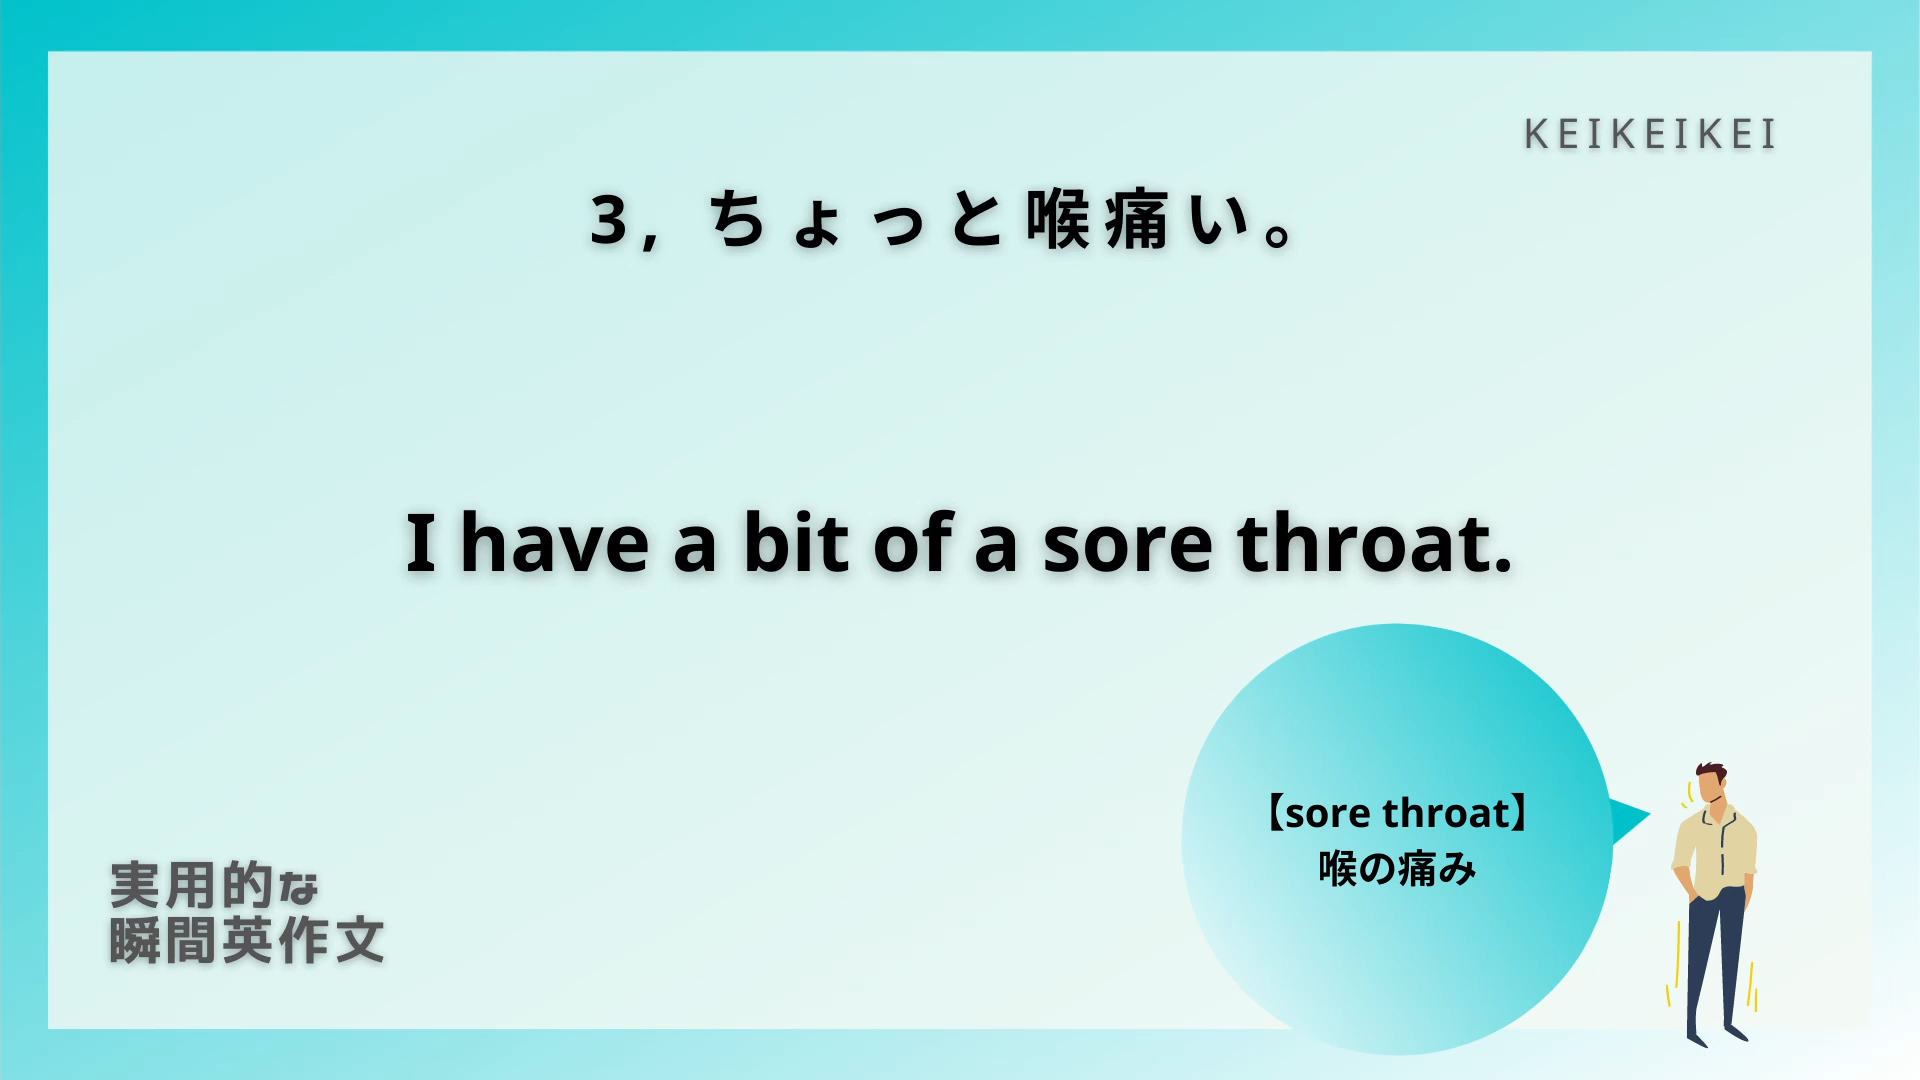 KEIKEIKEI
3, ちょっと喉痛い。
I have a bit of a sore throat.
【sore throat】
喉の痛み
実用的な
瞬間英作文